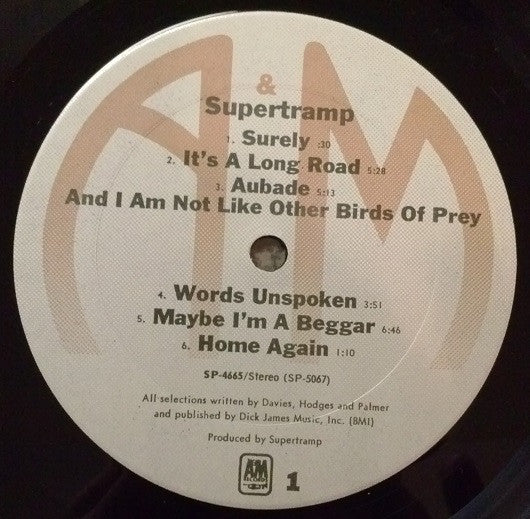 A & M
Supertramp
1. Surely :30
2. It's A Long Road 5:28
3. Aubade 5:13
And I Am Not Like Other Birds Of Prey
4. Words Unspoken 3:51
5. Maybe I'm A Beggar 6:46
6. Home Again 1:10
SP-4665/Stereo (SP-5067)
All selections written by Davies, Hodges and Palmer
and published by Dick James Music, Inc. (BMI)
Produced by Supertramp
AM
RECORDS
1